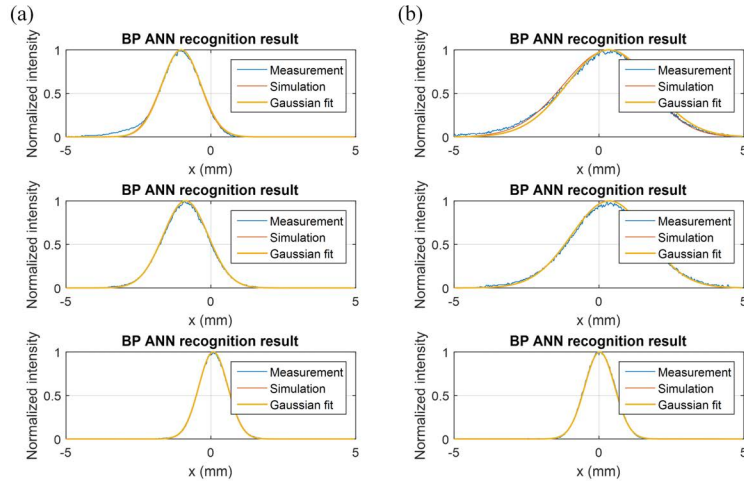 (a)
BP ANN recognition result
Normalized intensity
1
0.5
0
-5
0
5
x (mm)
Measurement
Simulation
Gaussian fit
BP ANN recognition result
Normalized intensity
1
0.5
0
-5
0
5
x (mm)
Measurement
Simulation
Gaussian fit
BP ANN recognition result
Normalized intensity
1
0.5
0
-5
0
5
x (mm)
Measurement
Simulation
Gaussian fit
(b)
BP ANN recognition result
Normalized intensity
1
0.5
0
-5
0
5
x (mm)
Measurement
Simulation
Gaussian fit
BP ANN recognition result
Normalized intensity
1
0.5
0
-5
0
5
x (mm)
Measurement
Simulation
Gaussian fit
BP ANN recognition result
Normalized intensity
1
0.5
0
-5
0
5
x (mm)
Measurement
Simulation
Gaussian fit